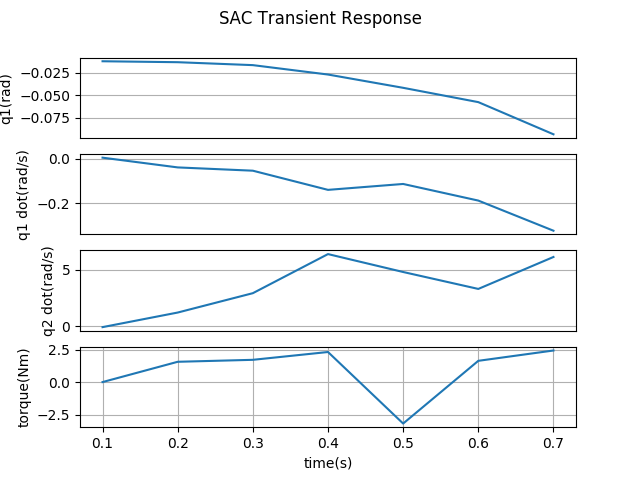 SAC Transient Response
q1(rad)
−0.025
−0.050
−0.075
q1 dot(rad/s)
0.0
−0.2
q2 dot(rad/s)
5
0
torque(Nm)
2.5
0.0
−2.5
0.1 0.2 0.3 0.4 0.5 0.6 0.7
time(s)